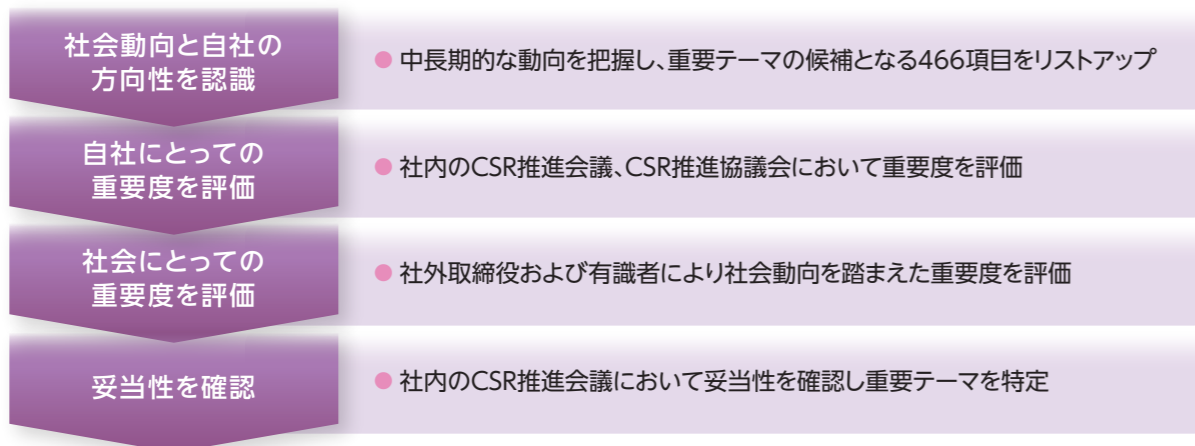 社会動向と自社の
方向性を認識
● 中長期的な動向を把握し、重要テーマの候補となる466項目をリストアップ
自社にとっての
重要度を評価
● 社内のCSR推進会議、CSR推進協議会において重要度を評価
社会にとっての
重要度を評価
● 社外取締役および有識者により社会動向を踏まえた重要度を評価
妥当性を確認
● 社内のCSR推進会議において妥当性を確認し重要テーマを特定